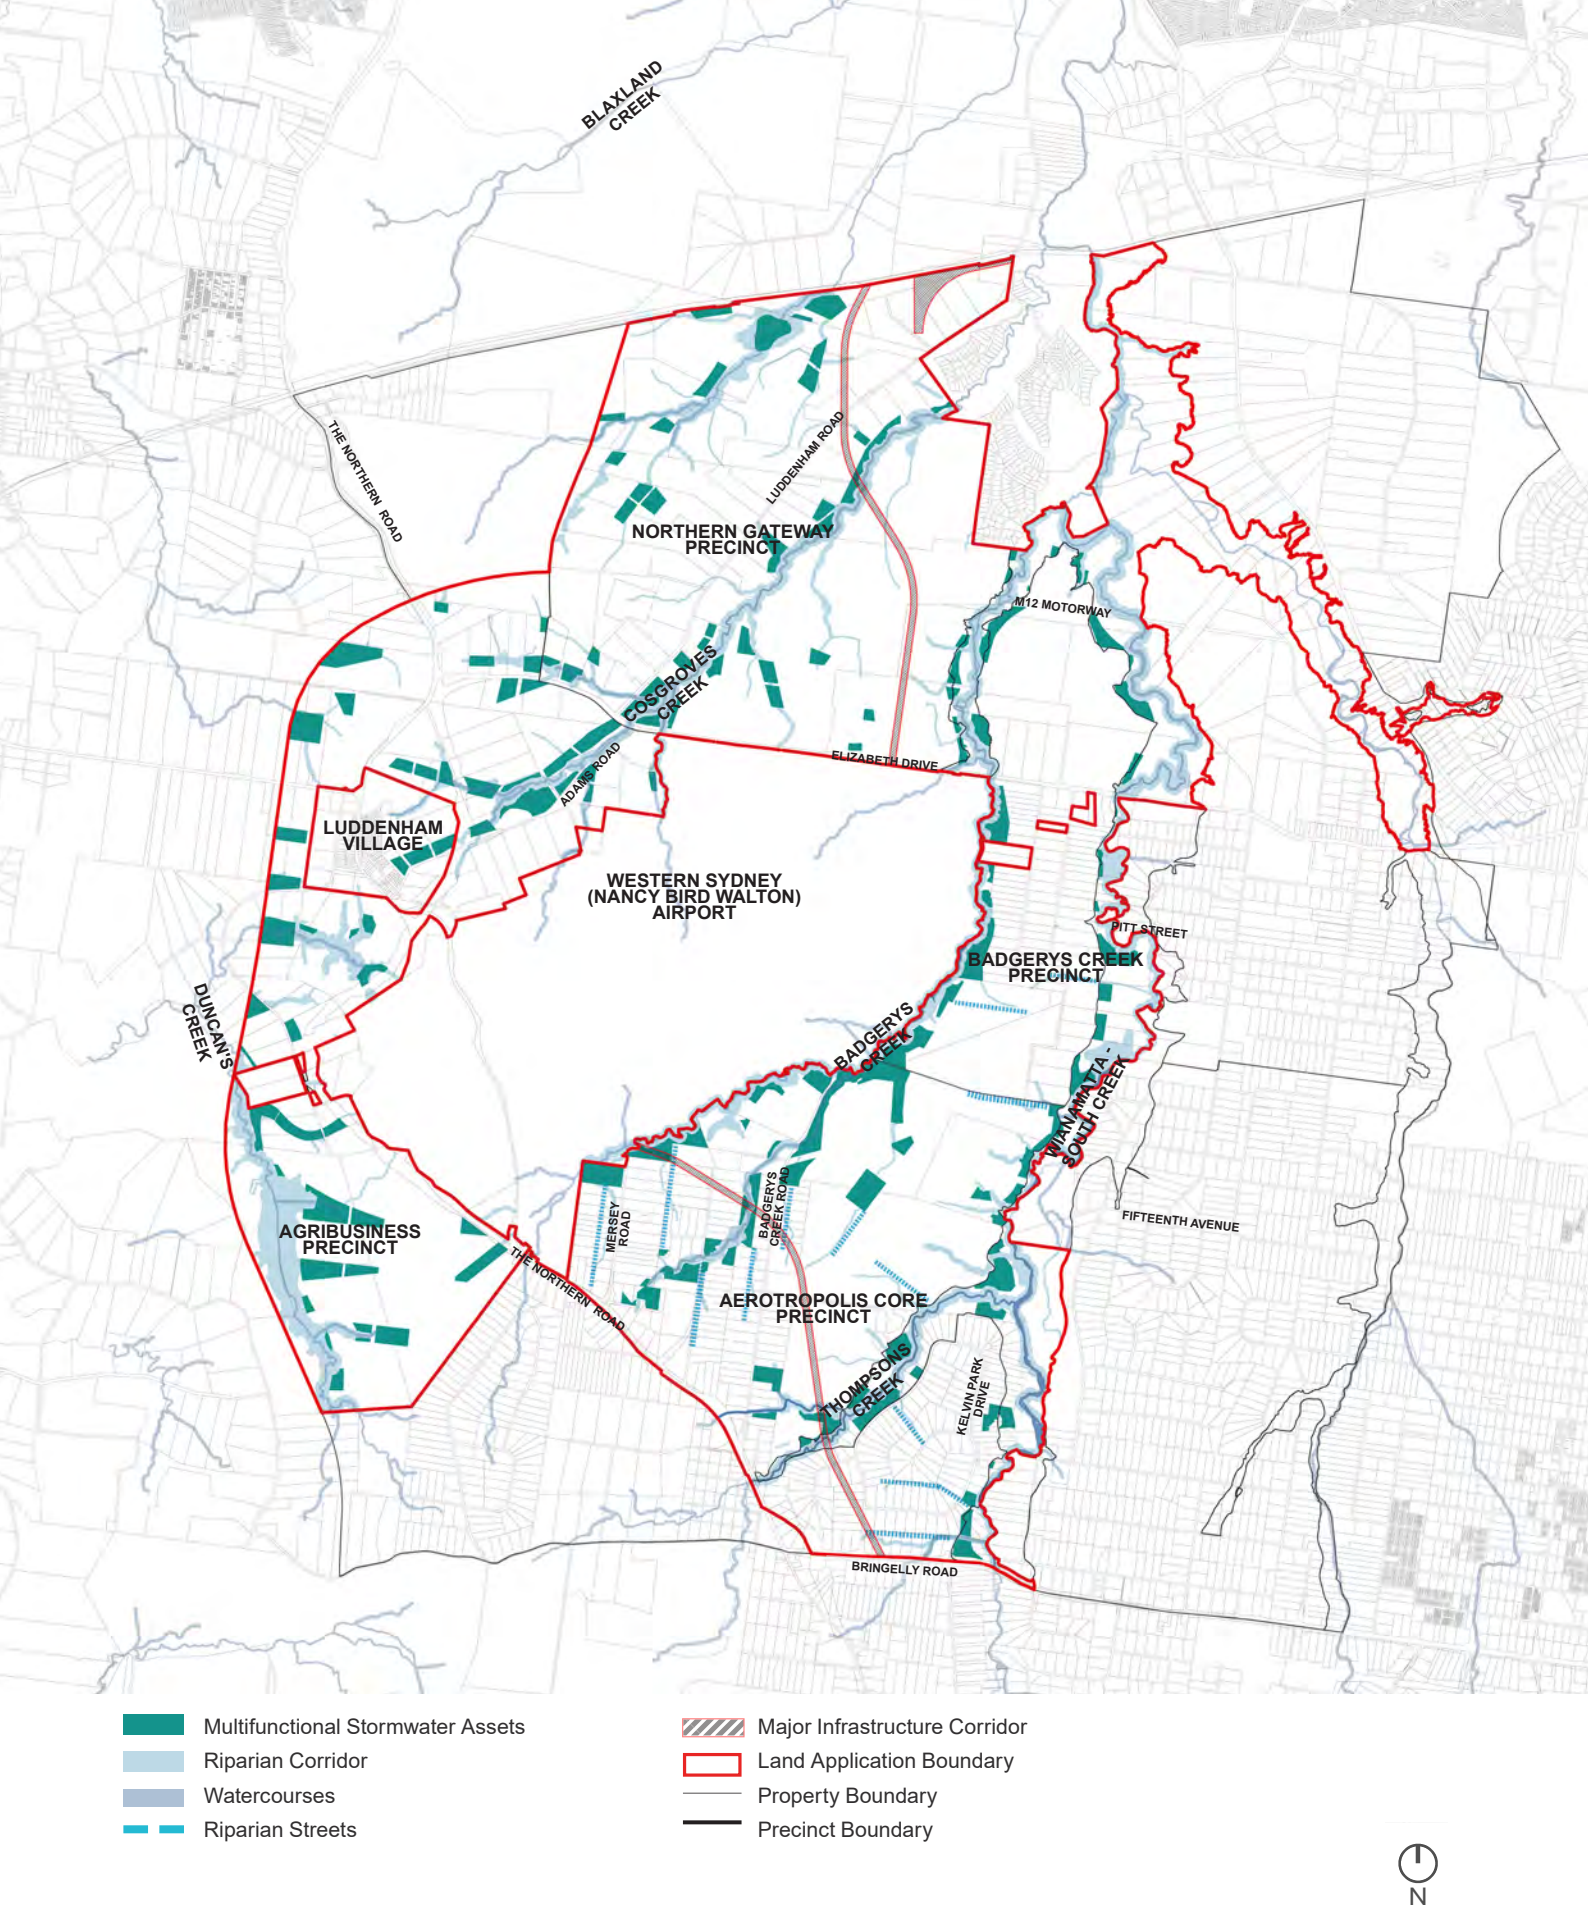 BLAXLAND
CREEK
THE NORTHERN ROAD
LUDDENHAM ROAD
NORTHERN GATEWAY
PRECINCT
M12 MOTORWAY
COSGROVES
CREEK
ELIZABETH DRIVE
ADAMS ROAD
LUDDENHAM
VILLAGE
WESTERN SYDNEY
(NANCY BIRD WALTON)
AIRPORT
PITT STREET
BADGERYS CREEK
PRECINCT
DUNCAN'S
CREEK
BADGERYS
CREEK
WIANAMATTA -
SOUTH CREEK
MERSEY
ROAD
BADGERYS
CREEK ROAD
FIFTEENTH AVENUE
AGRIBUSINESS
PRECINCT
THE NORTHERN ROAD
AEROTROPOLIS CORE
PRECINCT
THOMPSONS
CREEK
KELVIN PARK
DRIVE
BRINGELLY ROAD
Multifunctional Stormwater Assets
Riparian Corridor
Watercourses
Riparian Streets
Major Infrastructure Corridor
Land Application Boundary
Property Boundary
Precinct Boundary
N